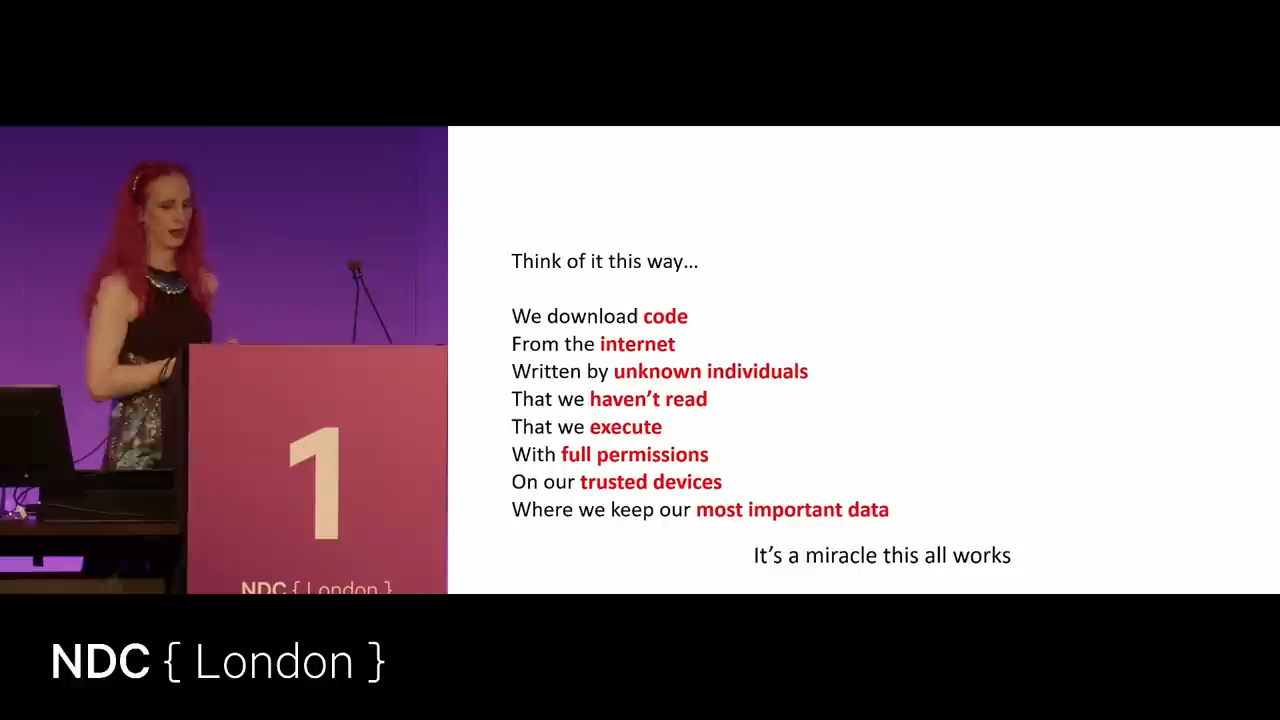 Think of it this way…
We download code
From the internet
Written by unknown individuals
That we haven’t read
That we execute
With full permissions
On our trusted devices
Where we keep our most important data
It’s a miracle this all works
1
NDC { London }
NDC { London }